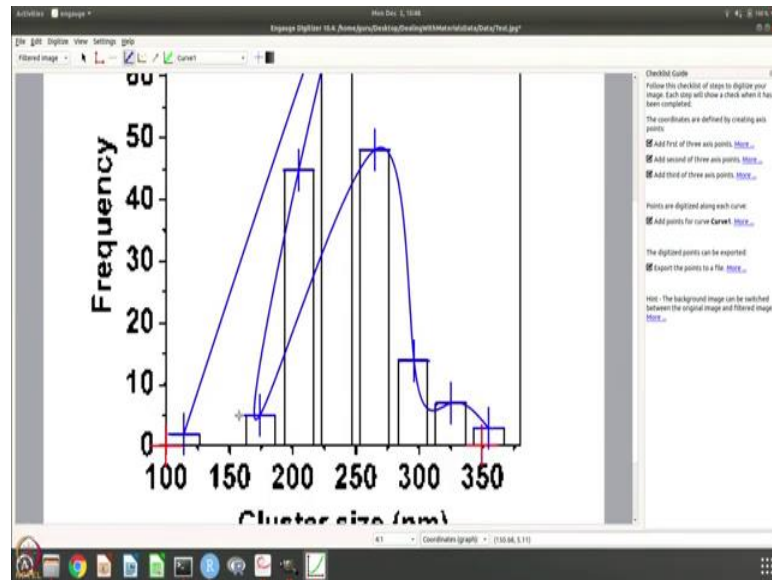 Activities Engauge
Mon Dec 3, 10:48
Engauge Digitizer 10.4: /home/guru/Desktop/DealingWithMaterialsData/Data/Test.jpg*
File Edit Digitize View Settings Help
Filtered image
Curve1
60
50
40
30
20
10
0
Frequency
100 150 200 250 300 350
Cluster size (nm)
Checklist Guide
Follow this checklist of steps to digitize your
image. Each step will show a check when it has
been completed.
The coordinates are defined by creating axis
points:
Add first of three axis points. More ...
Add second of three axis points. More ...
Add third of three axis points. More ...
Points are digitized along each curve:
Add points for curve Curve1. More ...
The digitized points can be exported:
Export the points to a file. More ...
Hint - The background image can be switched
between the original image and filtered image.
More ...
Coordinates (graph)